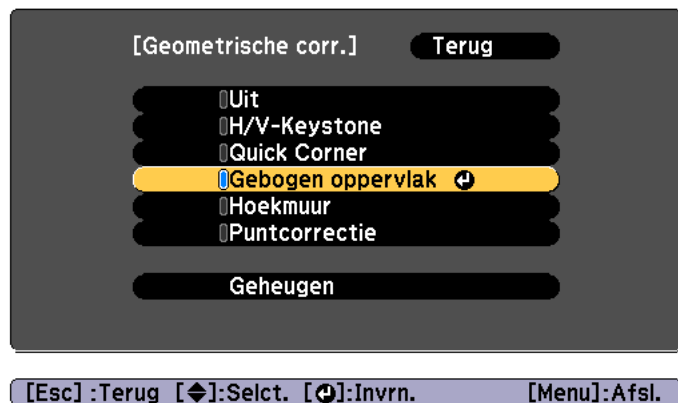 [Geometrische corr.] Terug
Uit
H/V-Keystone
Quick Corner
Gebogen oppervlak
Hoekmuur
Puntcorrectie
Geheugen
[Esc] :Terug [◆]:Selct. [↵]:Invrn. [Menu]:Afsl.